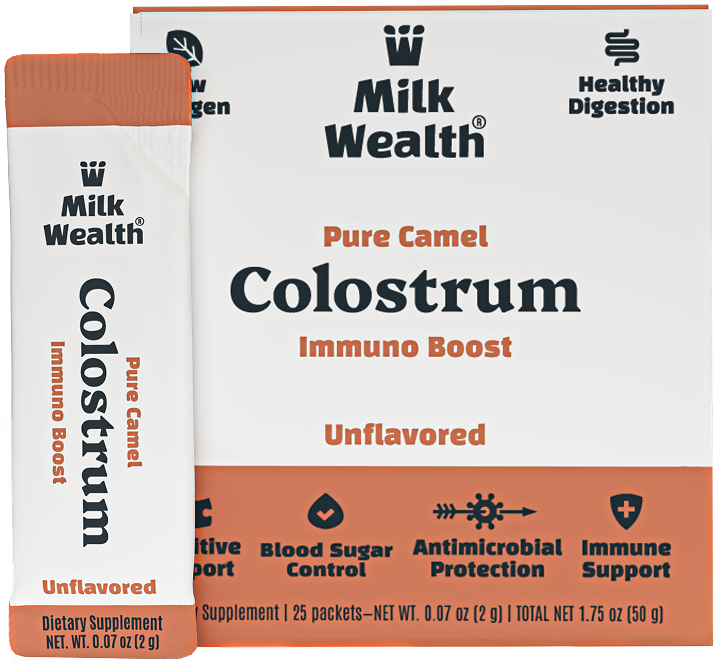 Milk
Wealth®
Healthy
Digestion
Pure Camel
Colostrum
Immuno Boost
Unflavored
Blood Sugar
Control
Antimicrobial
Protection
Immune
Support
Supplement | 25 packets–NET WT. 0.07 oz (2 g) | TOTAL NET 1.75 oz (50 g)
Milk
Wealth®
Pure Camel
Colostrum
Immuno Boost
Unflavored
Dietary Supplement
NET. WT. 0.07 oz (2 g)